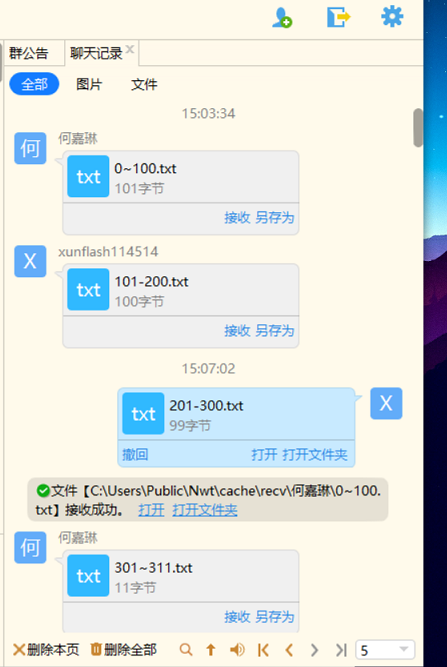 群公告 聊天记录
全部 图片 文件
15:03:34
何 何嘉琳
txt 0~100.txt
101字节
接收 另存为
X xunflash114514
txt 101-200.txt
100字节
接收 另存为
15:07:02
txt 201-300.txt X
99字节
撤回 打开 打开文件夹
文件【C:\Users\Public\Nwt\cache\recv\何嘉琳\0~100.
txt】接收成功。 打开 打开文件夹
何 何嘉琳
txt 301~311.txt
11字节
接收 另存为
删除本页 删除全部 5